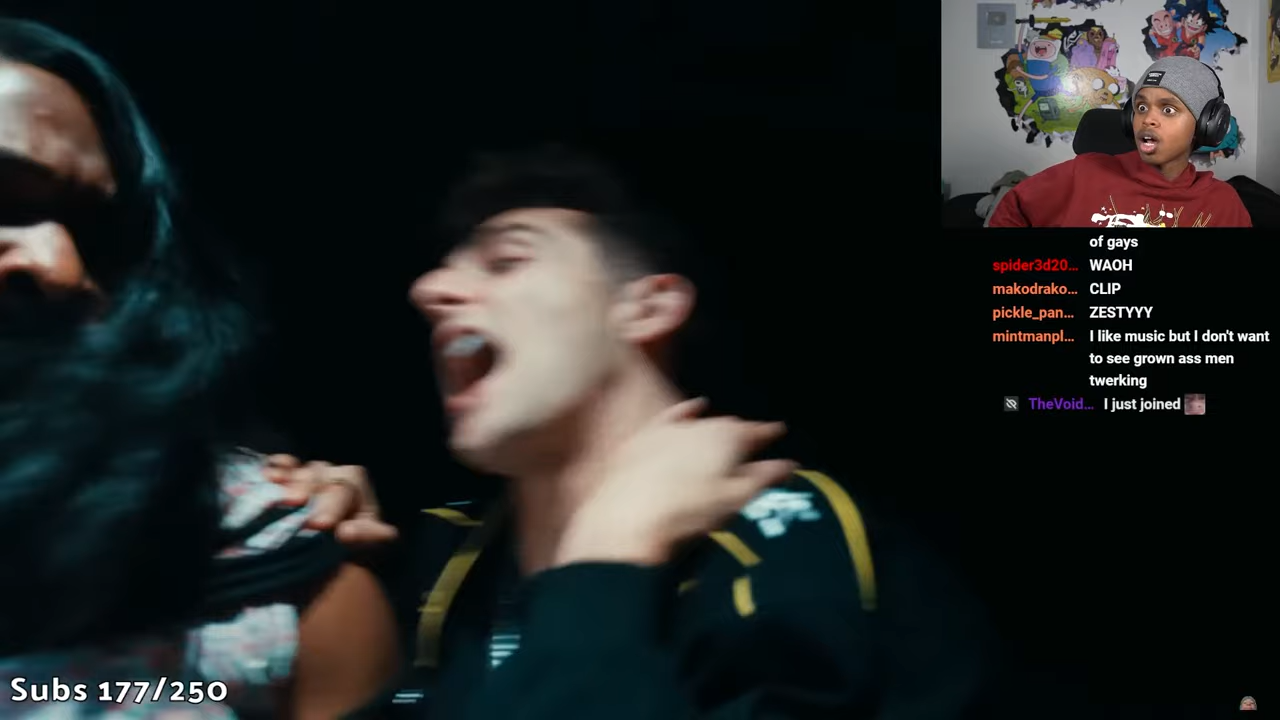 of gays
spider3d20... WAOH
makodrako... CLIP
pickle_pan... ZESTYYY
mintmanpl... I like music but I don't want
to see grown ass men
twerking
TheVoid... I just joined
Subs 177/250